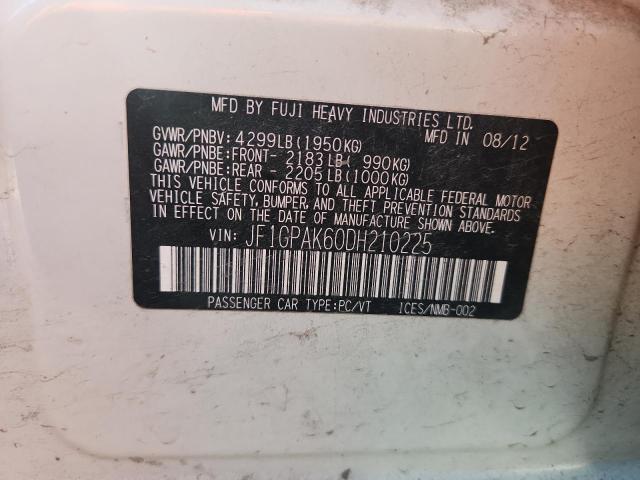 MFD BY FUJI HEAVY INDUSTRIES LTD.
MFD IN 08/12
GVWR/PNBV: 4299LB(1950KG)
GAWR/PNBE:FRONT- 2183LB( 990KG)
GAWR/PNBE:REAR - 2205LB(1000KG)
THIS VEHICLE CONFORMS TO ALL APPLICABLE FEDERAL MOTOR
VEHICLE SAFETY, BUMPER, AND THEFT PREVENTION STANDARDS
IN EFFECT ON THE DATE OF MANUFACTURE SHOWN ABOVE.
VIN: JF1GPAK60DH210225
PASSENGER CAR TYPE:PC/VT ICES/NMB-002